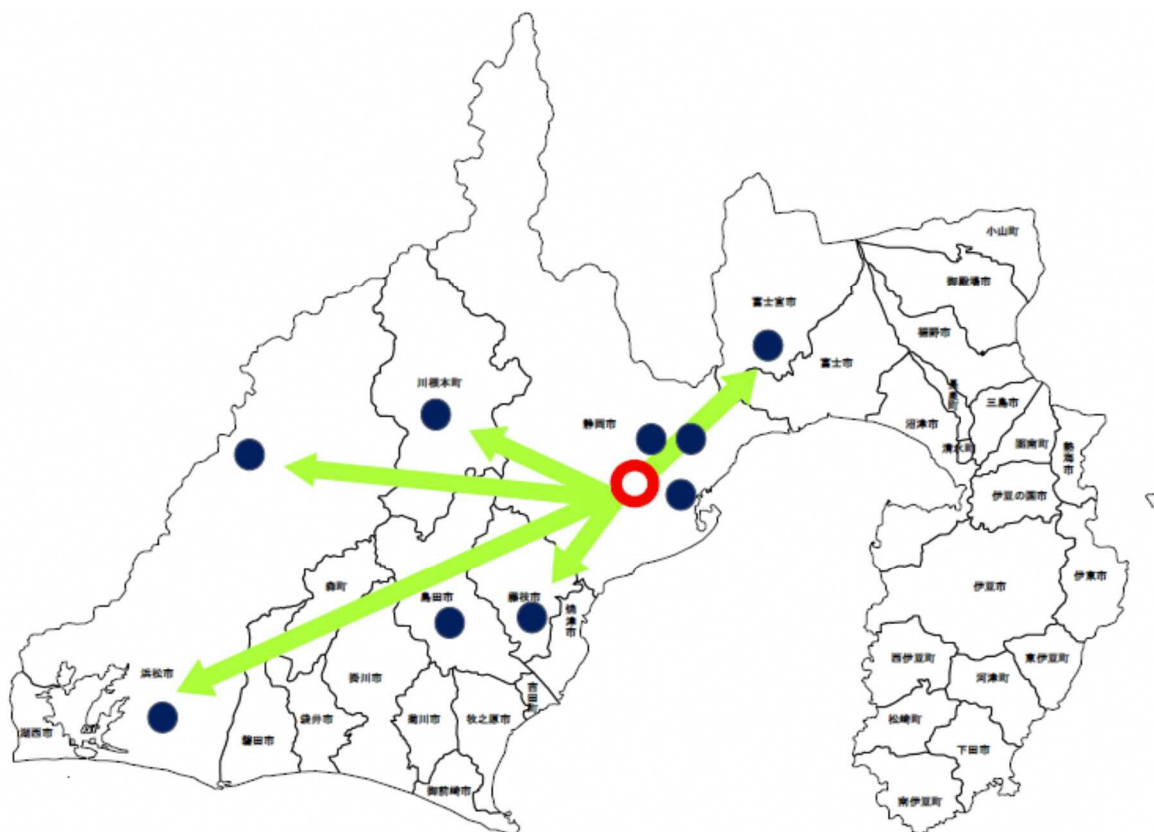 小山町
御殿場市
富士宮市
裾野市
富士市
川根本町
長泉町
三島市
静岡市
沼津市
清水町
函南町
熱海市
伊豆の国市
森町
島田市
藤枝市
焼津市
伊豆市
伊東市
浜松市
掛川市
西伊豆町
東伊豆町
河津町
吉田町
湖西市
磐田市
袋井市
菊川市
牧之原市
松崎町
下田市
御前崎市
南伊豆町